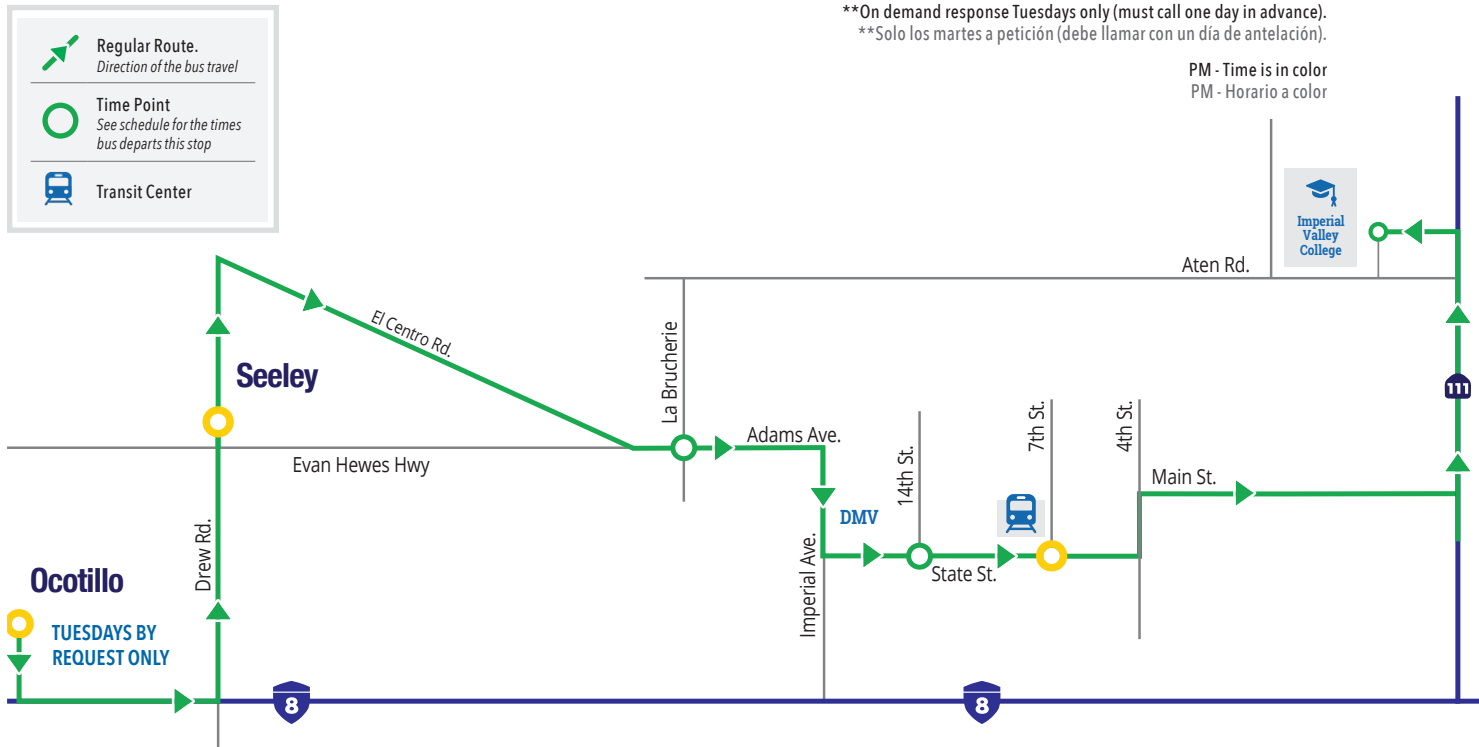 **On demand response Tuesdays only (must call one day in advance).
**Solo los martes a petición (debe llamar con un día de antelación).
PM - Time is in color
PM - Horario a color
Regular Route.
Direction of the bus travel
Time Point
See schedule for the times
bus departs this stop
Transit Center
Imperial
Valley
College
Aten Rd.
El Centro Rd.
La Brucherie
Seeley
111
Adams Ave.
Evan Hewes Hwy
14th St.
7th St.
4th St.
Main St.
DMV
Drew Rd.
Imperial Ave.
State St.
Ocotillo
TUESDAYS BY
REQUEST ONLY
8
8